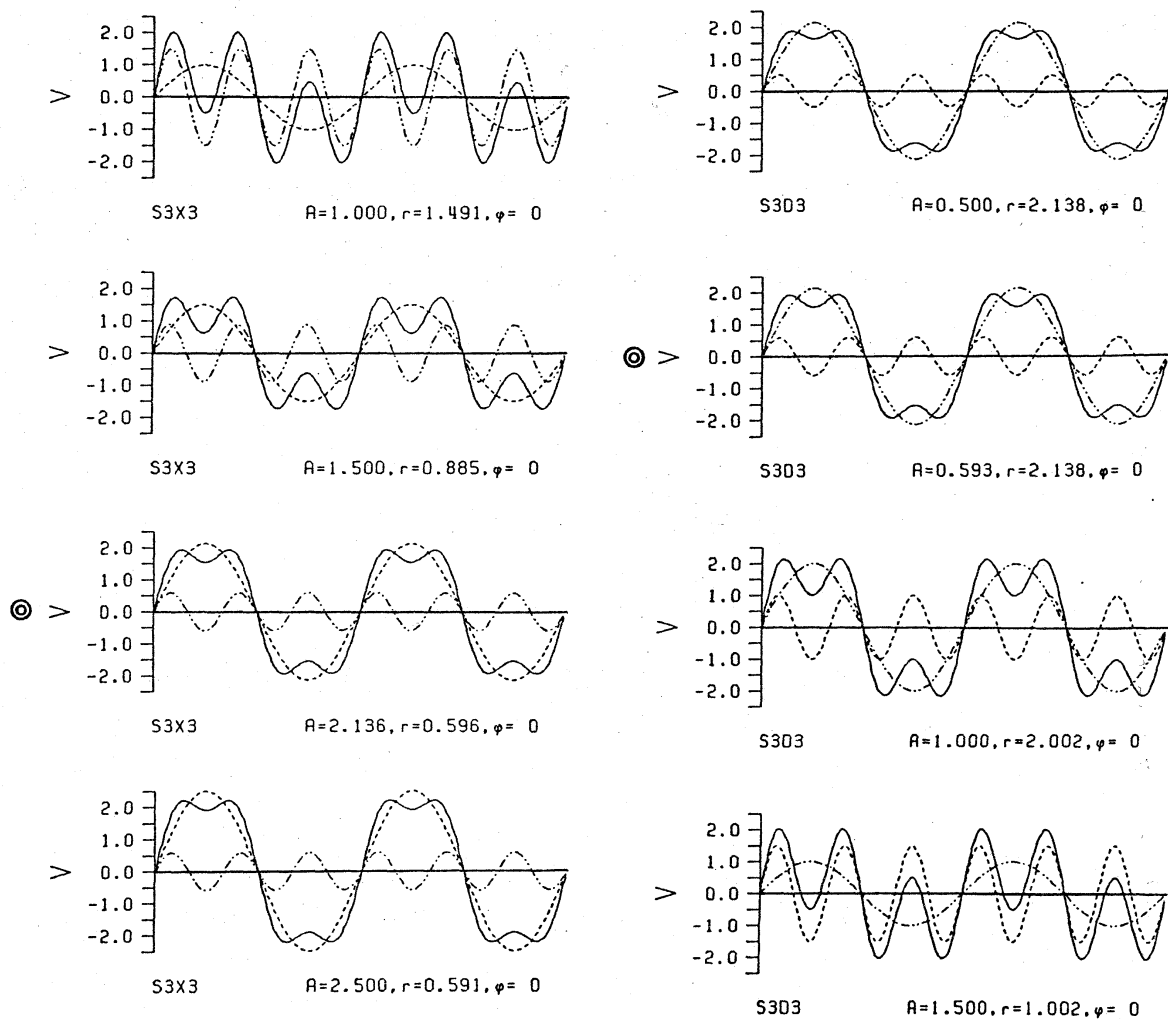 2.0
1.0
V 0.0
-1.0
-2.0
S3X3 A=1.000,r=1.491,φ= 0
2.0
1.0
V 0.0
-1.0
-2.0
S3X3 A=1.500,r=0.885,φ= 0
2.0
1.0
◎ V 0.0
-1.0
-2.0
S3X3 A=2.136,r=0.596,φ= 0
2.0
1.0
V 0.0
-1.0
-2.0
S3X3 A=2.500,r=0.591,φ= 0
2.0
1.0
V 0.0
-1.0
-2.0
S3D3 A=0.500,r=2.138,φ= 0
2.0
1.0
◎ V 0.0
-1.0
-2.0
S3D3 A=0.593,r=2.138,φ= 0
2.0
1.0
V 0.0
-1.0
-2.0
S3D3 A=1.000,r=2.002,φ= 0
2.0
1.0
V 0.0
-1.0
-2.0
S3D3 A=1.500,r=1.002,φ= 0